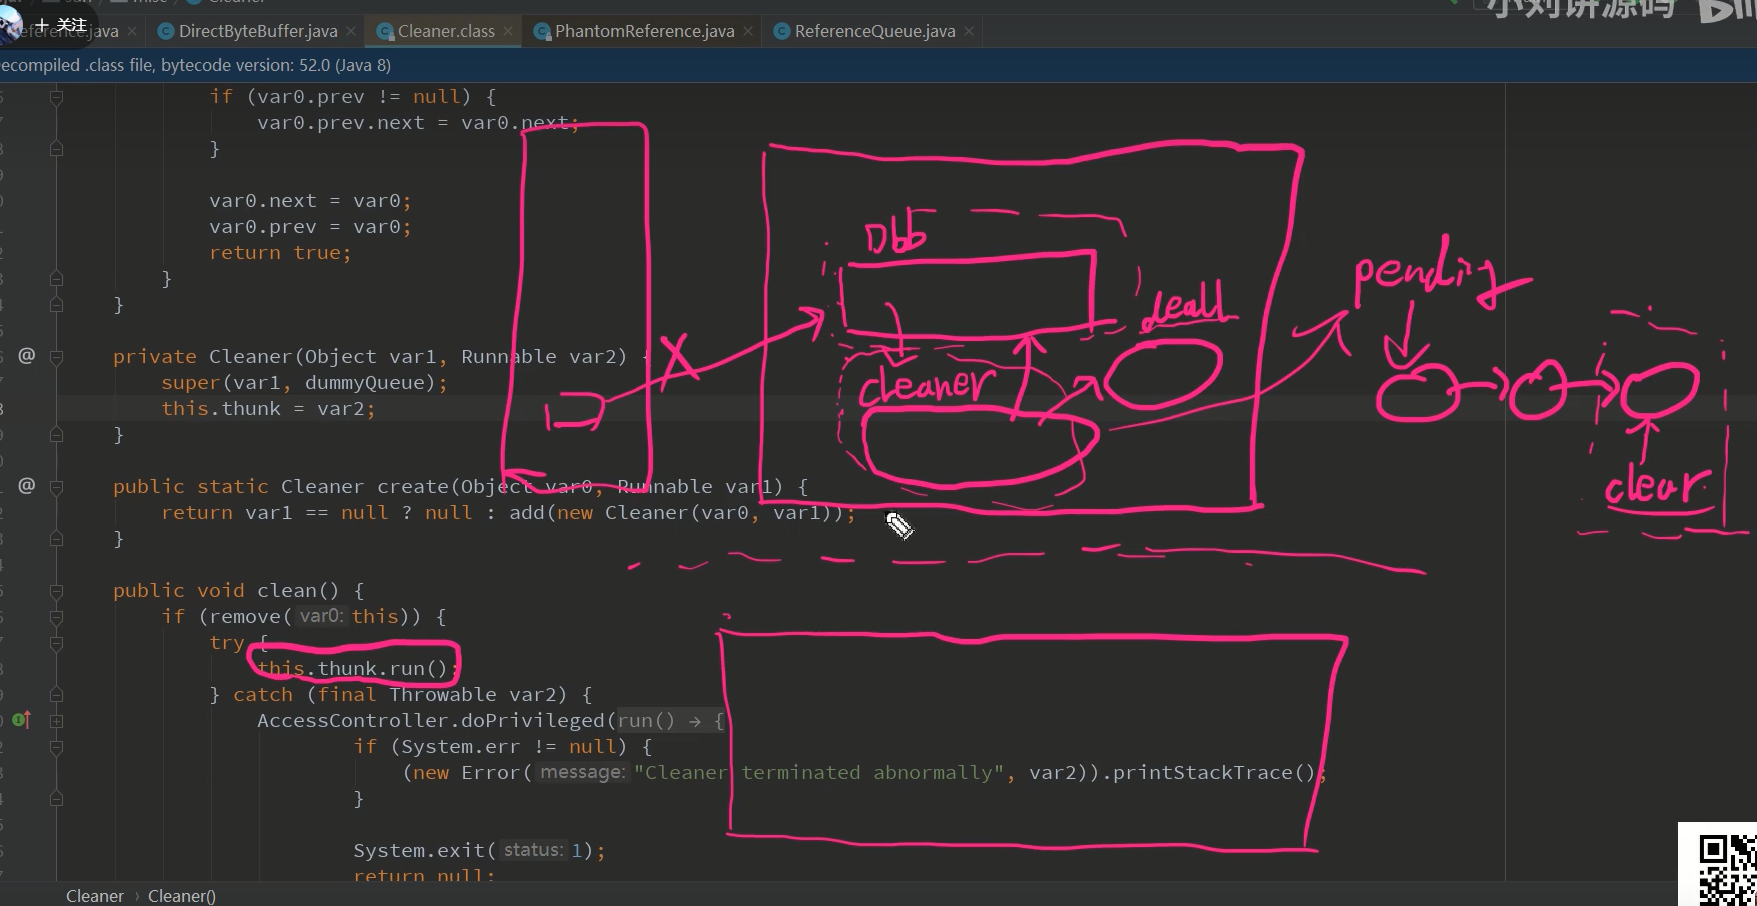 Cleaner
小刘讲源码
+ 关注
eference.java
DirectByteBuffer.java
Cleaner.class
PhantomReference.java
ReferenceQueue.java
ecompiled .class file, bytecode version: 52.0 (Java 8)
if (var0.prev != null) {
var0.prev.next = var0.next;
}
var0.next = var0;
var0.prev = var0;
return true;
}
}
private Cleaner(Object var1, Runnable var2) {
super(var1, dummyQueue);
this.thunk = var2;
}
public static Cleaner create(Object var0, Runnable var1) {
return var1 == null ? null : add(new Cleaner(var0, var1));
}
public void clean() {
if (remove( var0: this)) {
try {
this.thunk.run();
} catch (final Throwable var2) {
AccessController.doPrivileged(run() → {
if (System.err != null) {
(new Error( message: "Cleaner terminated abnormally", var2)).printStackTrace();
}
System.exit( status: 1);
return null;
Dbb
deall
cleaner
X
pending
clear
Cleaner › Cleaner()